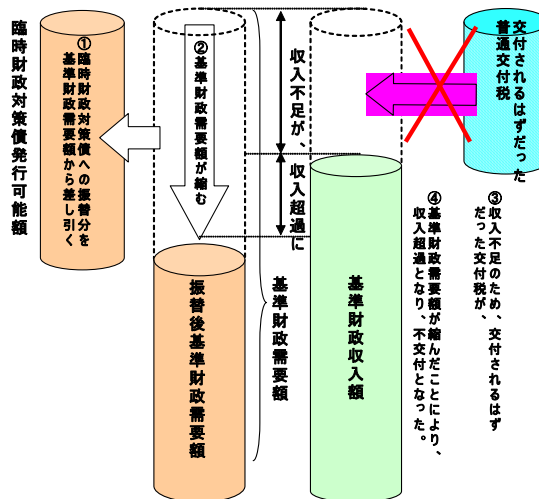 臨時財政対策債発行可能額
①臨時財政対策債への振替分を
基準財政需要額から差し引く
②基準財政需要額が縮む
振替後基準財政需要額
基準財政需要額
収入不足が、
収入超過に
基準財政収入額
交付されるはずだった
普通交付税
③収入不足のため、交付されるはず
だった交付税が、
④基準財政需要額が縮んだことにより、
収入超過となり、不交付となった。